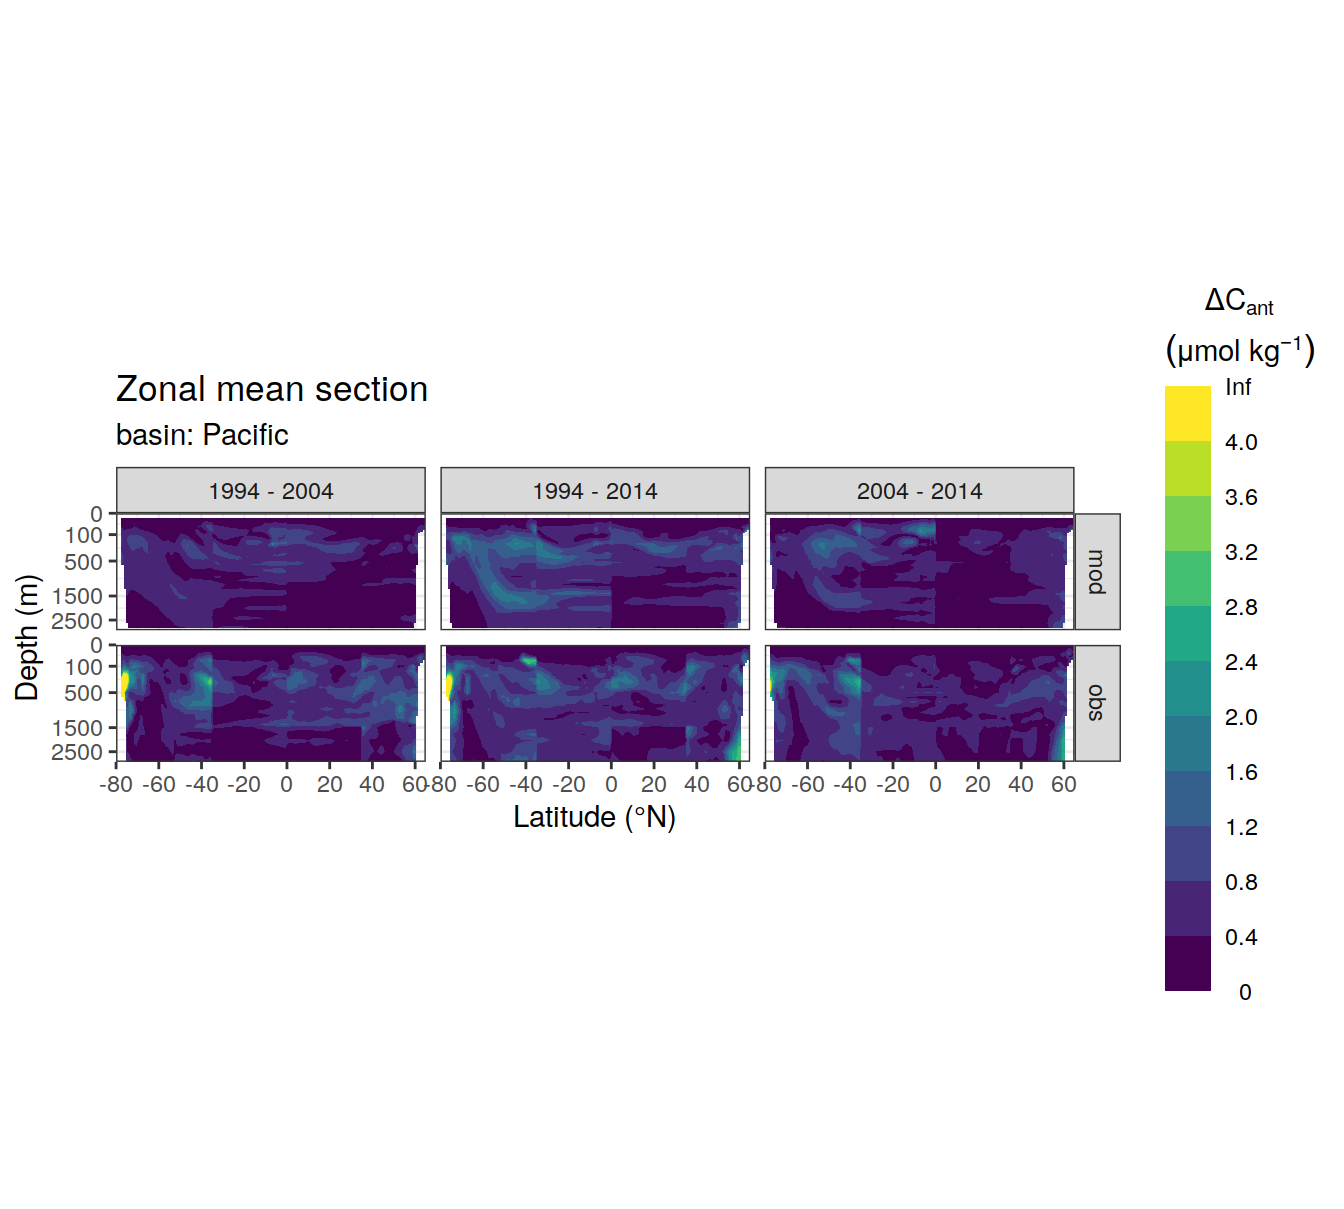 ΔCant
(μmol kg⁻¹)
Inf
4.0
3.6
3.2
2.8
2.4
2.0
1.6
1.2
0.8
0.4
0
Zonal mean section
basin: Pacific
1994 - 2004 1994 - 2014 2004 - 2014
0
100
500
1500
2500
mod
0
100
500
1500
2500
obs
Depth (m)
-80 -60 -40 -20 0 20 40 60 -80 -60 -40 -20 0 20 40 60 -80 -60 -40 -20 0 20 40 60
Latitude (°N)